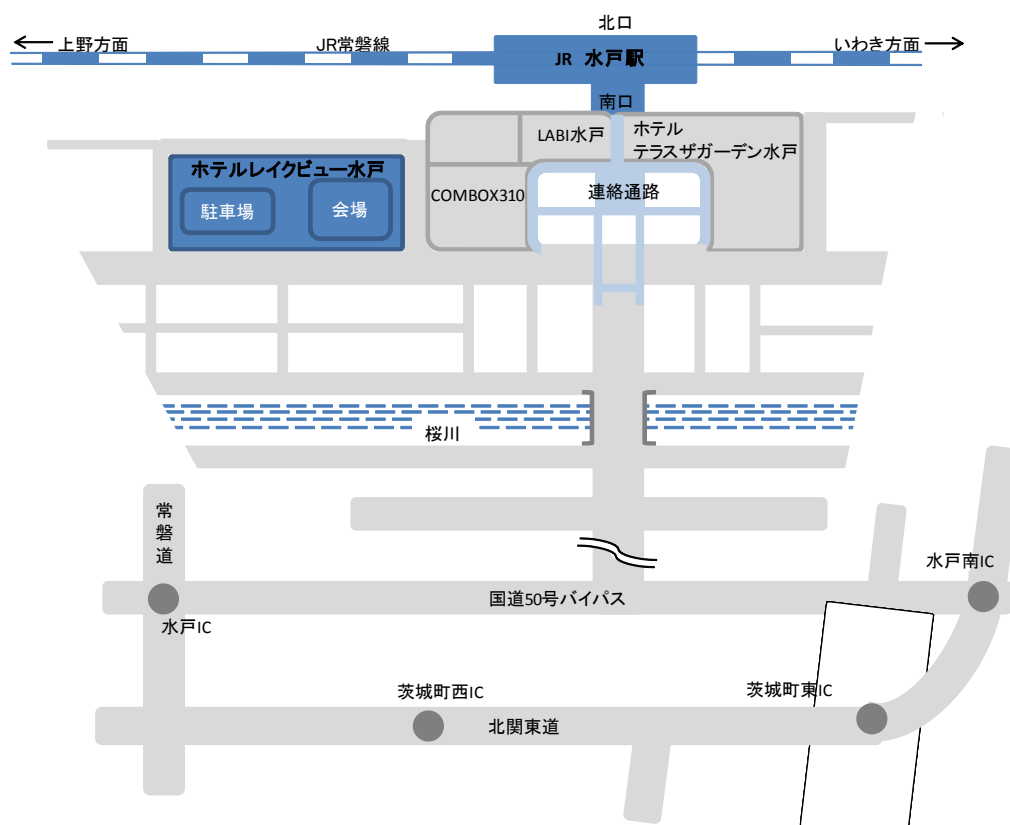 北口
上野方面
JR常磐線
JR 水戸駅
いわき方面
南口
LABI水戸
ホテル
テラスザガーデン水戸
ホテルレイクビュー水戸
COMBOX310
連絡通路
駐車場
会場
桜川
常磐道
水戸南IC
国道50号バイパス
水戸IC
茨城町西IC
茨城町東IC
北関東道